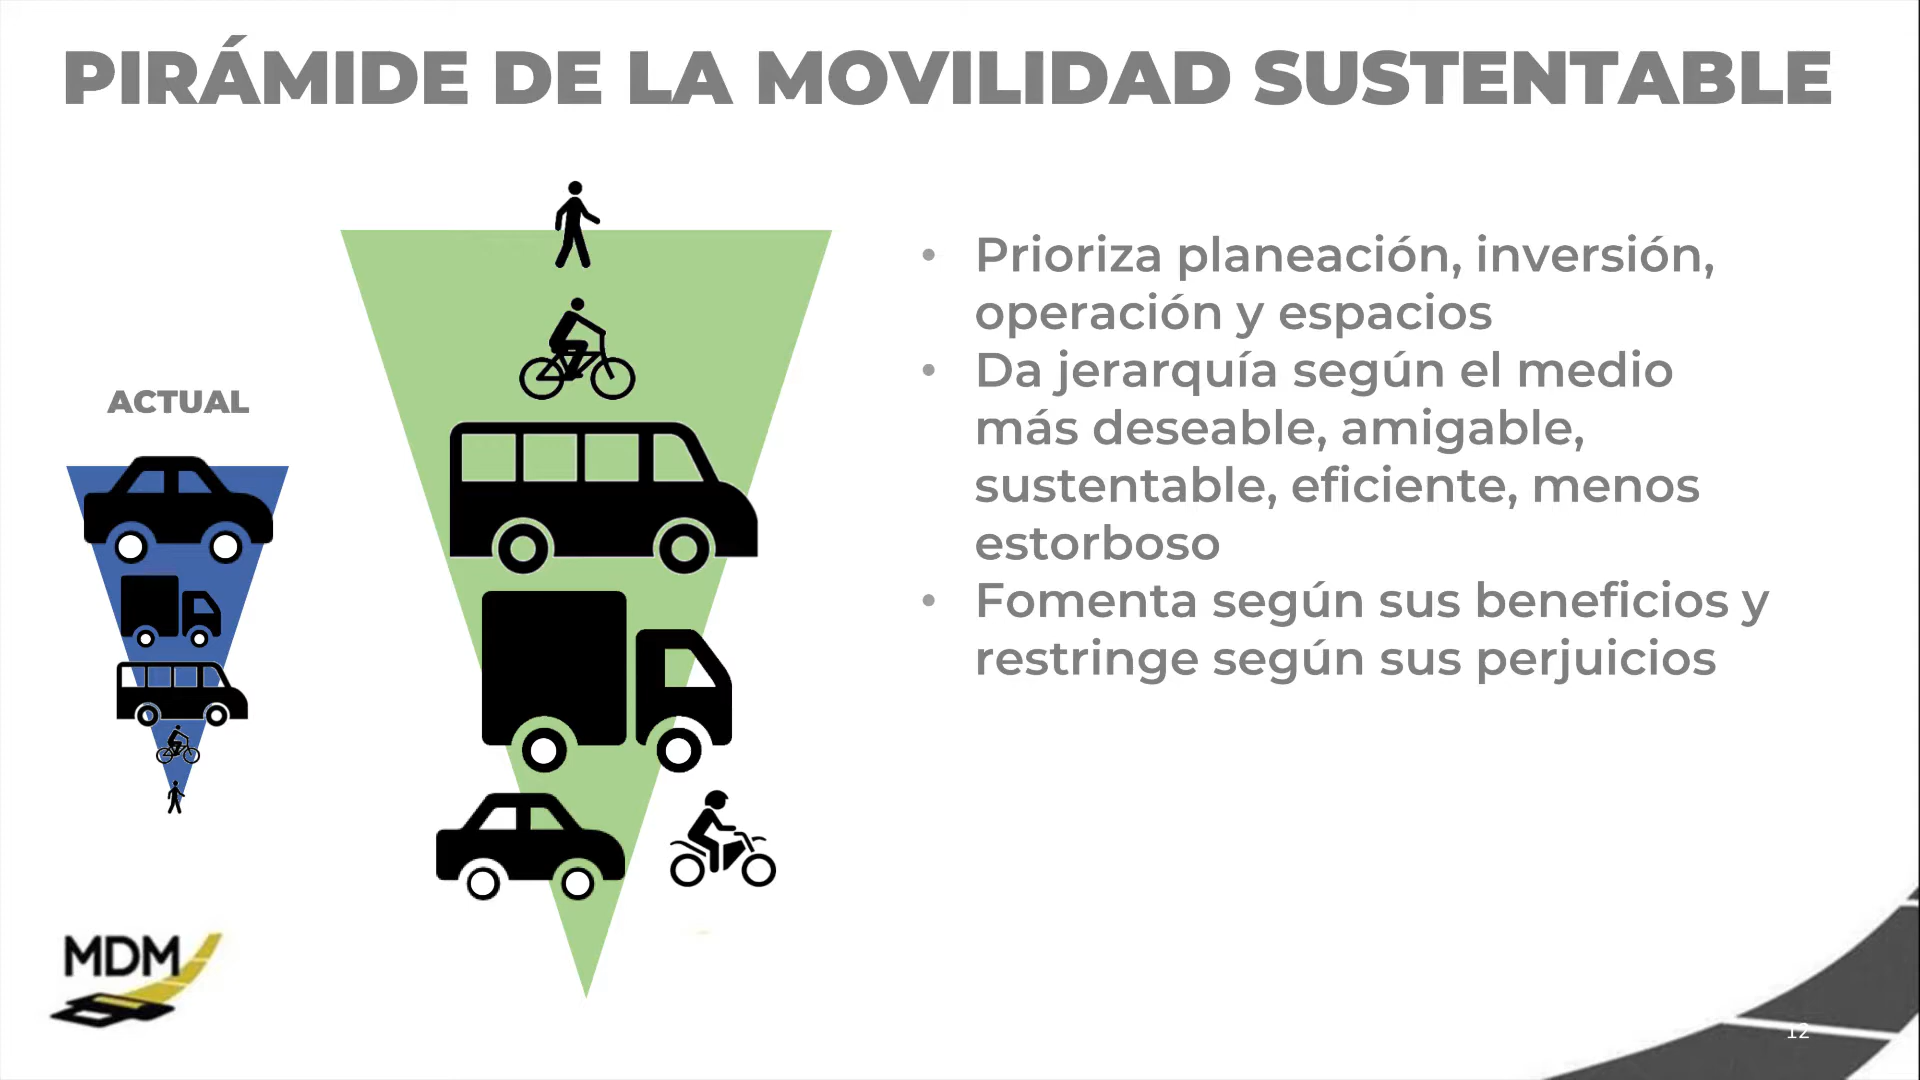 PIRÁMIDE DE LA MOVILIDAD SUSTENTABLE
ACTUAL
• Prioriza planeación, inversión,
operación y espacios
• Da jerarquía según el medio
más deseable, amigable,
sustentable, eficiente, menos
estorboso
• Fomenta según sus beneficios y
restringe según sus perjuicios
MDM
12